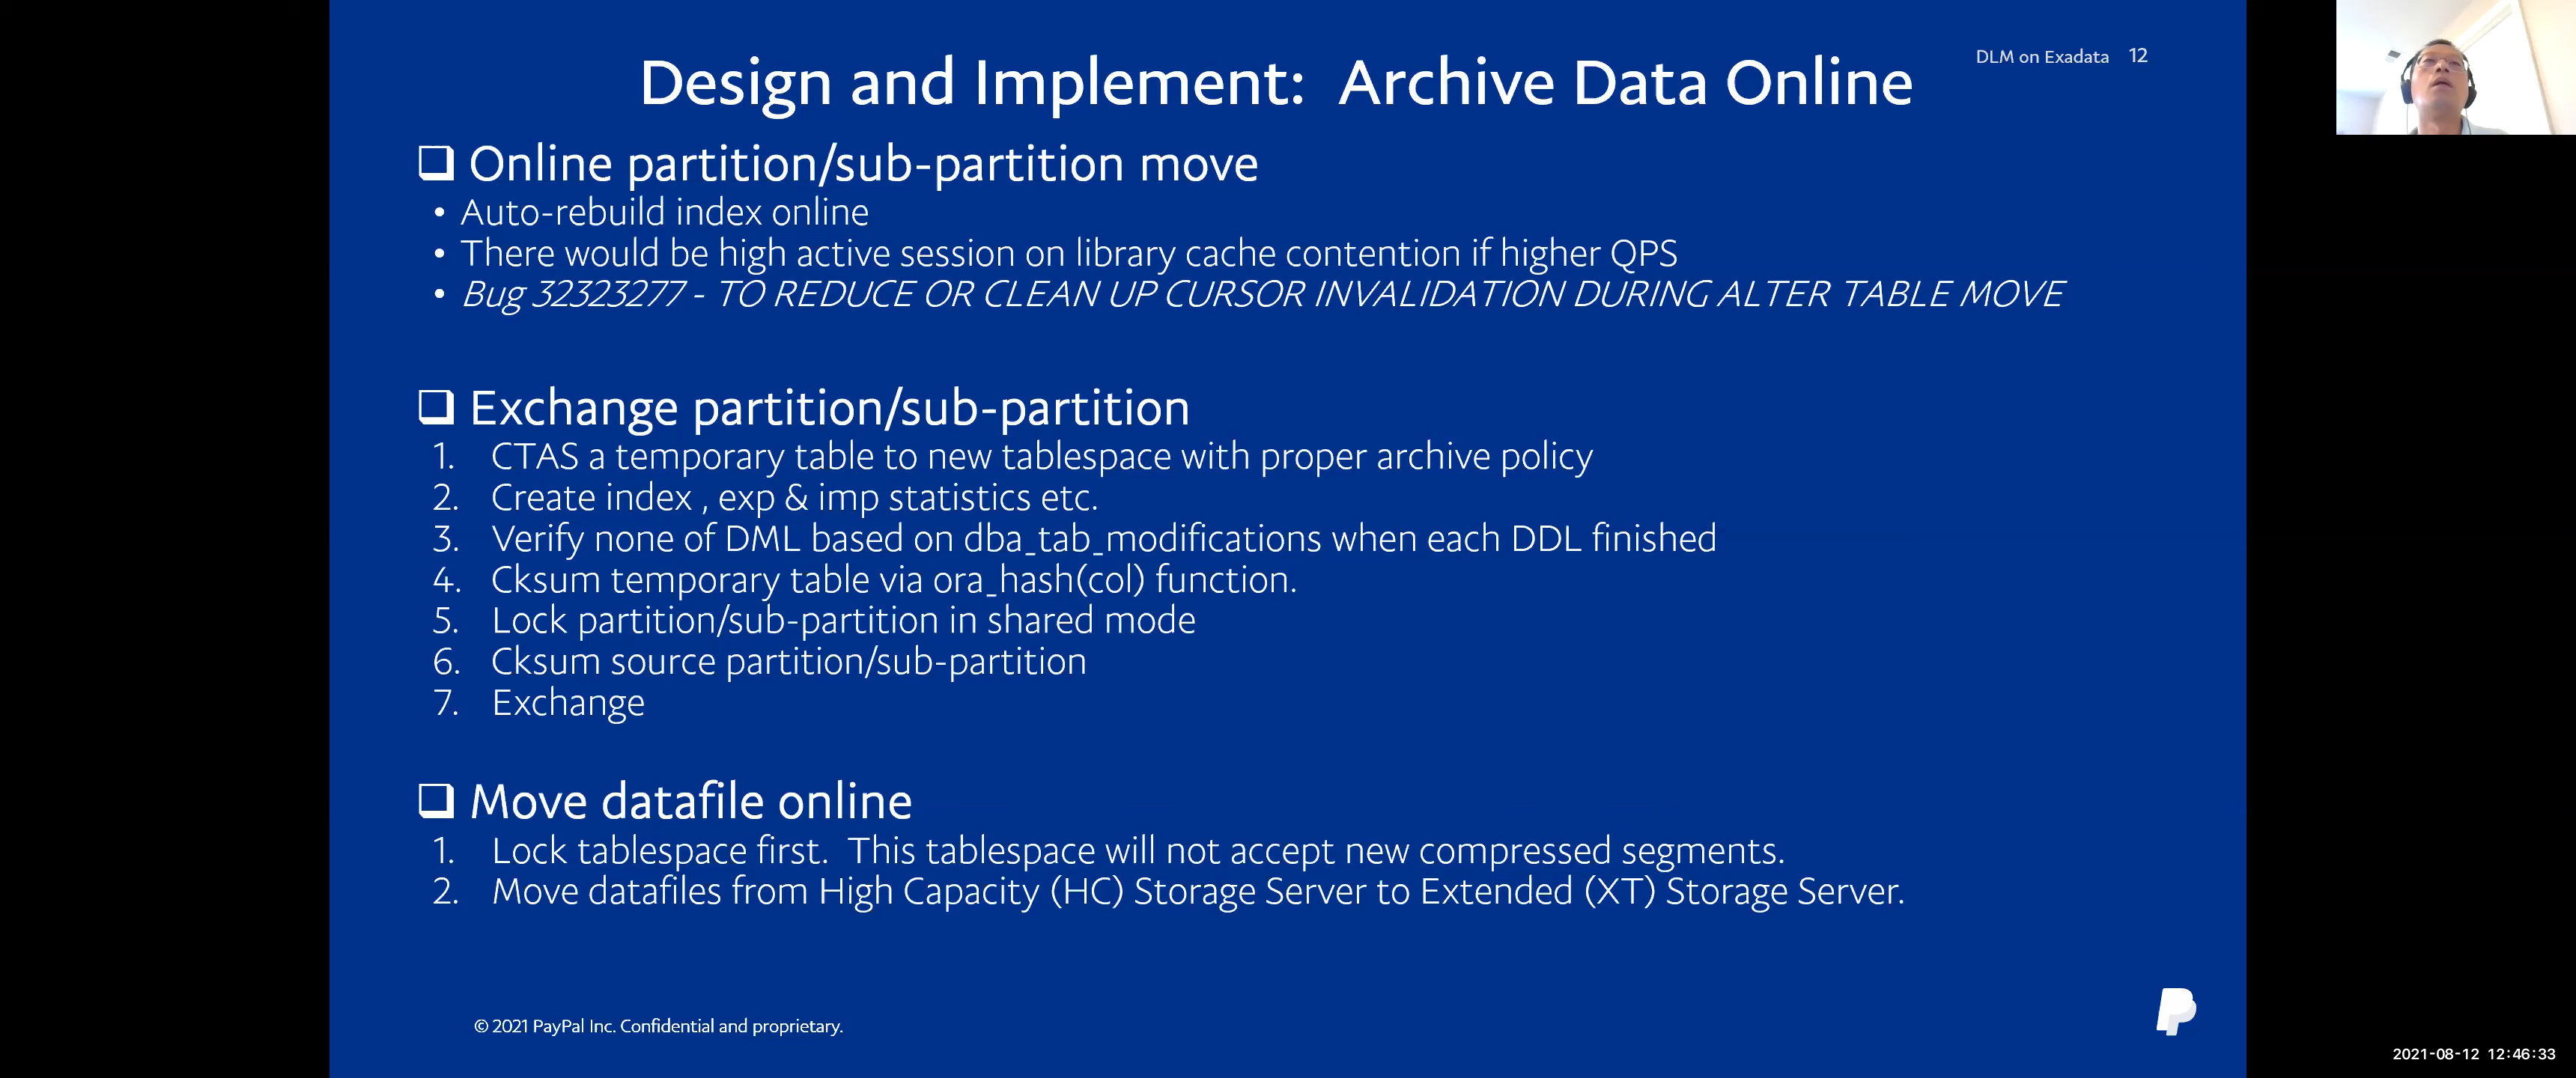 DLM on Exadata 12
Design and Implement: Archive Data Online
Online partition/sub-partition move
• Auto-rebuild index online
• There would be high active session on library cache contention if higher QPS
• Bug 32323277 - TO REDUCE OR CLEAN UP CURSOR INVALIDATION DURING ALTER TABLE MOVE
Exchange partition/sub-partition
1. CTAS a temporary table to new tablespace with proper archive policy
2. Create index , exp & imp statistics etc.
3. Verify none of DML based on dba_tab_modifications when each DDL finished
4. Cksum temporary table via ora_hash(col) function.
5. Lock partition/sub-partition in shared mode
6. Cksum source partition/sub-partition
7. Exchange
Move datafile online
1. Lock tablespace first. This tablespace will not accept new compressed segments.
2. Move datafiles from High Capacity (HC) Storage Server to Extended (XT) Storage Server.
© 2021 PayPal Inc. Confidential and proprietary.
2021-08-12 12:46:33